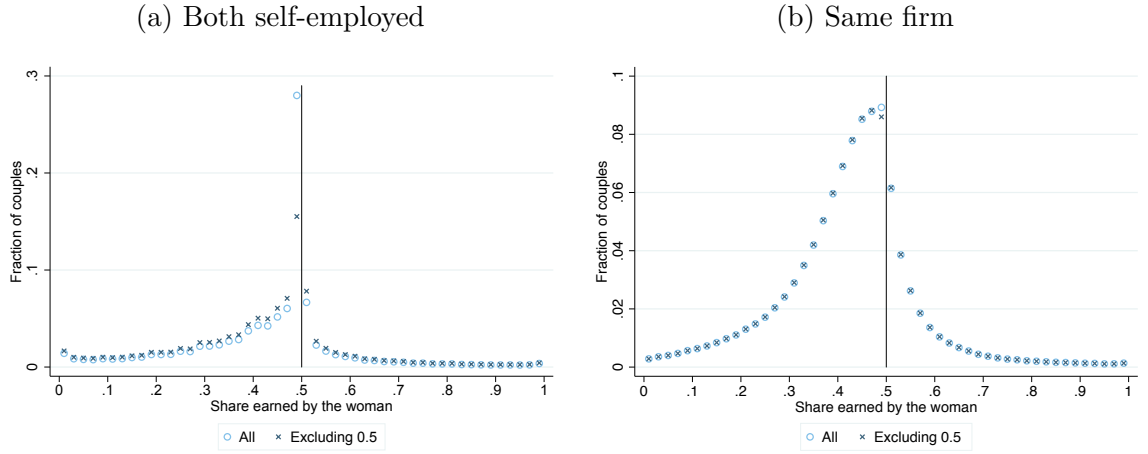 (a) Both self-employed
Fraction of couples
.3
.2
.1
0
0 .1 .2 .3 .4 .5 .6 .7 .8 .9 1
Share earned by the woman
All Excluding 0.5
(b) Same firm
Fraction of couples
.1
.08
.06
.04
.02
0
0 .1 .2 .3 .4 .5 .6 .7 .8 .9 1
Share earned by the woman
All Excluding 0.5